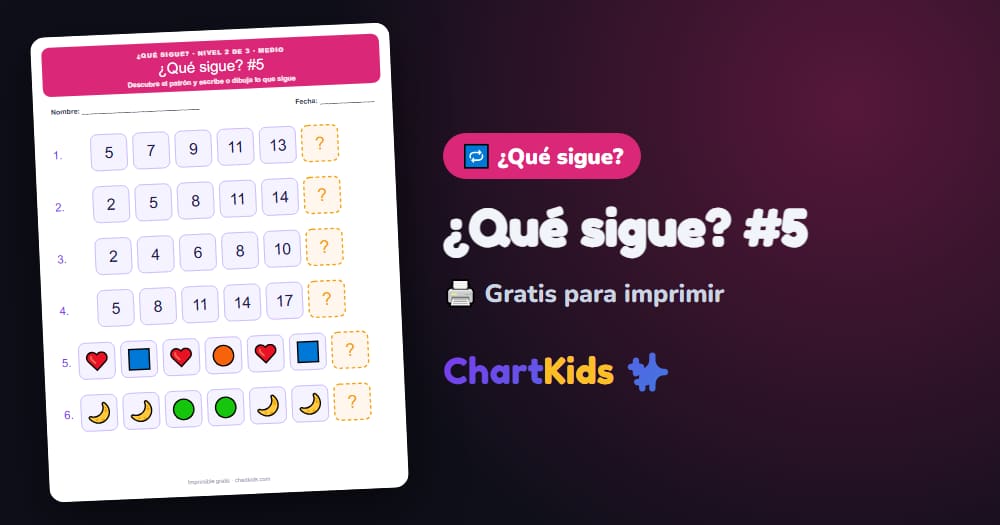 ¿QUÉ SIGUE? · NIVEL 2 DE 3 · MEDIO
¿Qué sigue? #5
Descubre el patrón y escribe o dibuja lo que sigue
Nombre: Fecha:
1. 5 7 9 11 13 ?
2. 2 5 8 11 14 ?
3. 2 4 6 8 10 ?
4. 5 8 11 14 17 ?
5. ?
6. ?
Imprimible gratis · chartkids.com
¿Qué sigue?
¿Qué sigue? #5
Gratis para imprimir
ChartKids